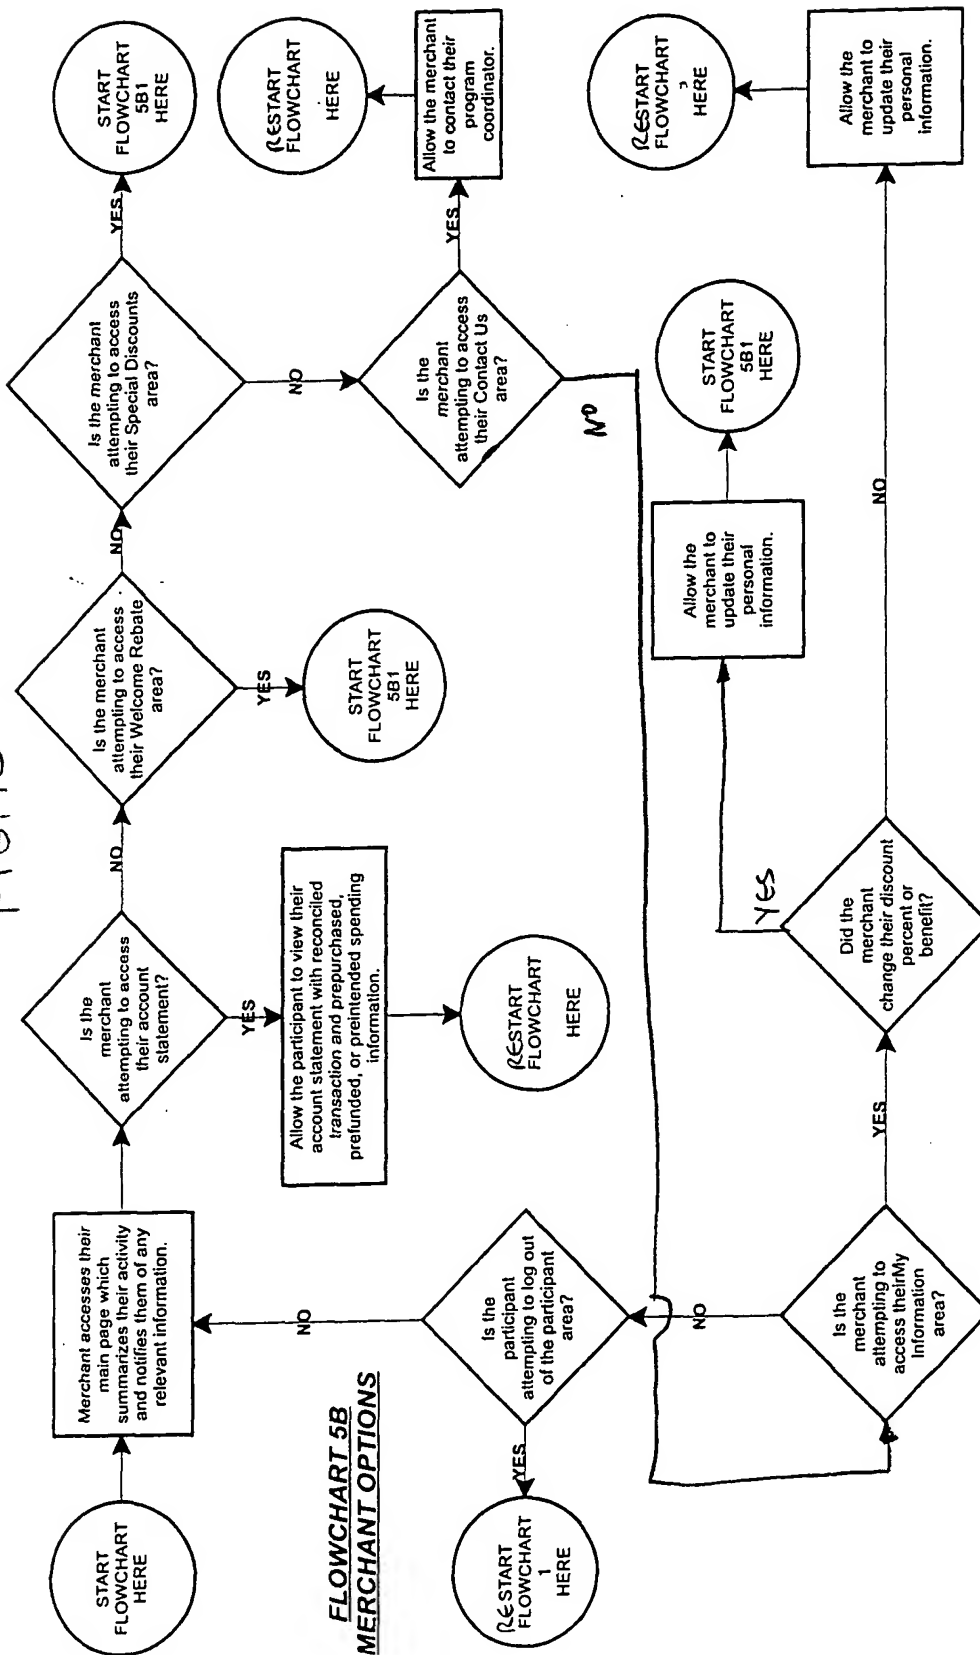 FLOWCHART 5B
MERCHANT OPTIONS
START
FLOWCHART
HERE
Merchant accesses their
main page which
summarizes their activity
and notifies them of any
relevant information.
Is the
merchant
attempting to access
their account
statement?
NO
YES
Allow the participant to view their
account statement with reconciled
transaction and prepurchased,
prefunded, or preintended spending
information.
RESTART
FLOWCHART
HERE
Is the merchant
attempting to access
their Welcome Rebate
area?
NO
YES
START
FLOWCHART
5B1
HERE
Is the merchant
attempting to access
their Special Discounts
area?
YES
START
FLOWCHART
5B1
HERE
NO
Is the
merchant
attempting to access
their Contact Us
area?
YES
Allow the merchant
to contact their
program
coordinator.
RESTART
FLOWCHART
HERE
NO
Is the
merchant
attempting to
access theirMy
Information
area?
NO
Is the
participant
attempting to log out
of the participant
area?
NO
YES
RESTART
FLOWCHART
1
HERE
YES
Did the
merchant
change their discount
percent or
benefit?
YES
Allow the
merchant to
update their
personal
information.
START
FLOWCHART
5B1
HERE
NO
Allow the
merchant to
update their
personal
information.
RESTART
FLOWCHART
HERE